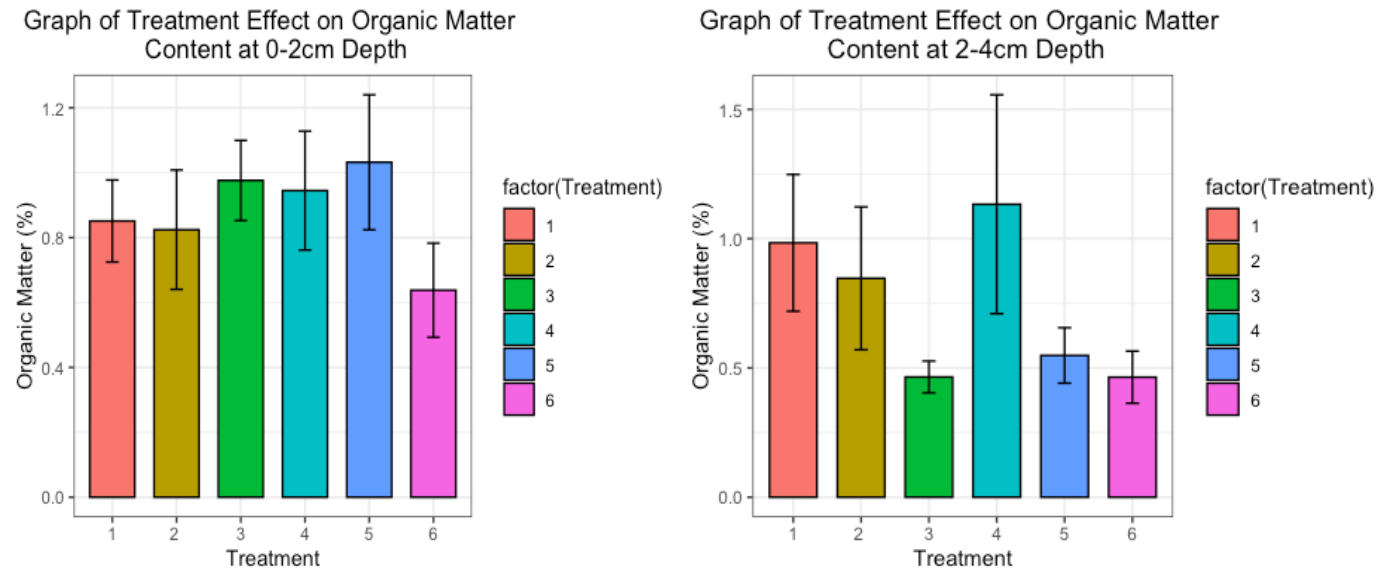 Graph of Treatment Effect on Organic Matter
Content at 0-2cm Depth
Organic Matter (%)
1.2
0.8
0.4
0.0
1 2 3 4 5 6
Treatment
factor(Treatment)
1
2
3
4
5
6
Graph of Treatment Effect on Organic Matter
Content at 2-4cm Depth
Organic Matter (%)
1.5
1.0
0.5
0.0
1 2 3 4 5 6
Treatment
factor(Treatment)
1
2
3
4
5
6